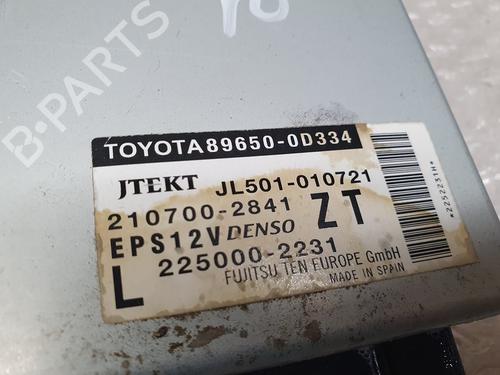 B-PARTS
TOYOTA89650-0D334
JTEKT JL501-010721
210700-2841 ZT
EPS12V DENSO
L 225000-2231
FUJITSU TEN EUROPE GmbH
MADE IN SPAIN
*2252231H*